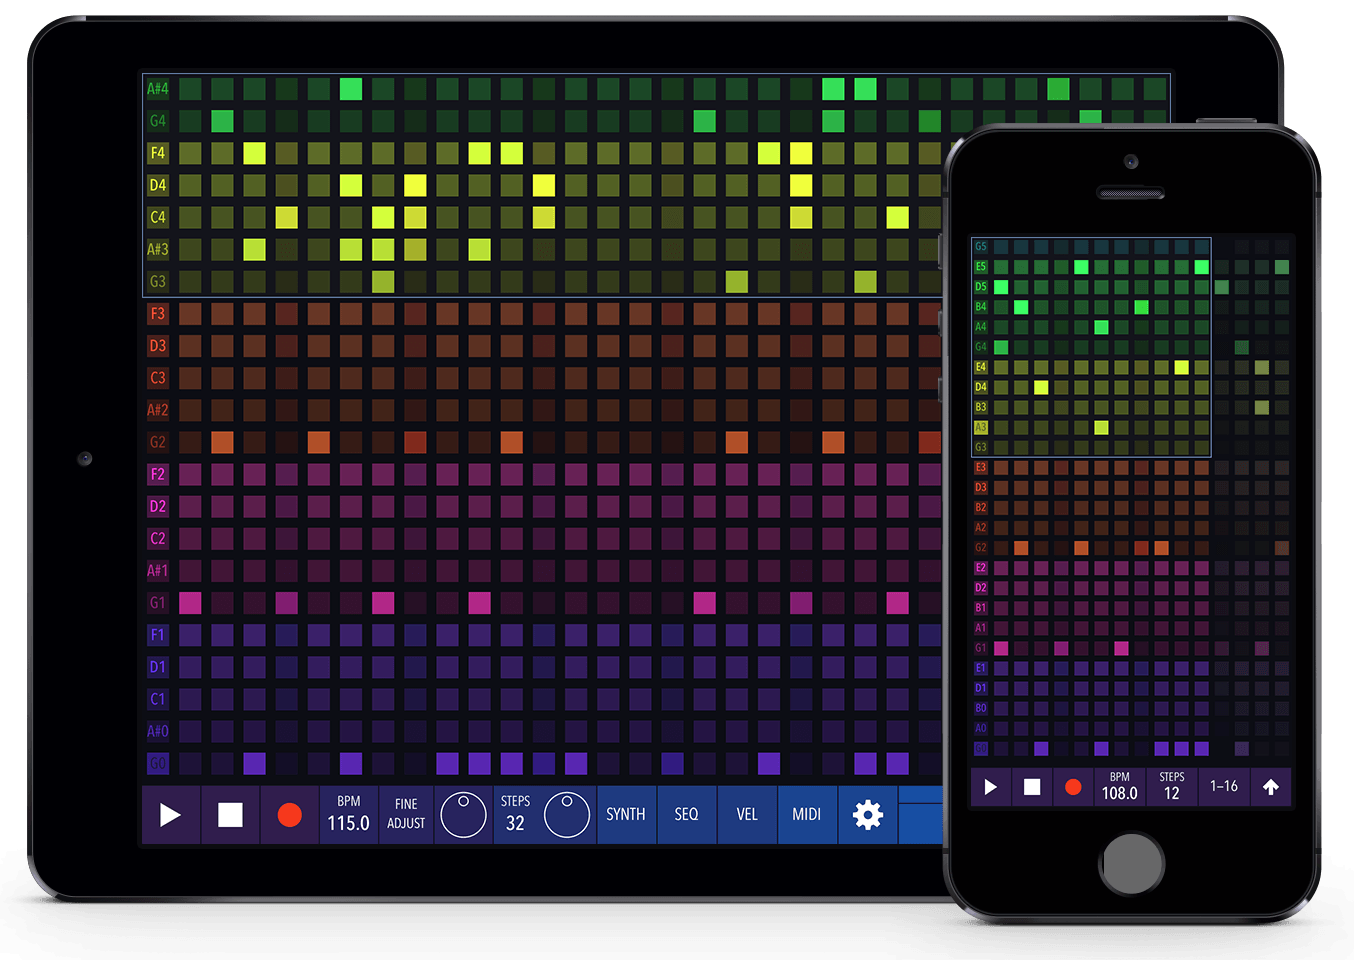 A#4
G4
F4
D4
C4
A#3
G3
F3
D3
C3
A#2
G2
F2
D2
C2
A#1
G1
F1
D1
C1
A#0
G0
BPM
115.0
FINE
ADJUST
STEPS
32
SYNTH
SEQ
VEL
MIDI
G5
E5
D5
B4
A4
G4
E4
D4
B3
A3
G3
E3
D3
B2
A2
G2
E2
D2
B1
A1
G1
E1
D1
B0
A0
G0
BPM
108.0
STEPS
12
1–16